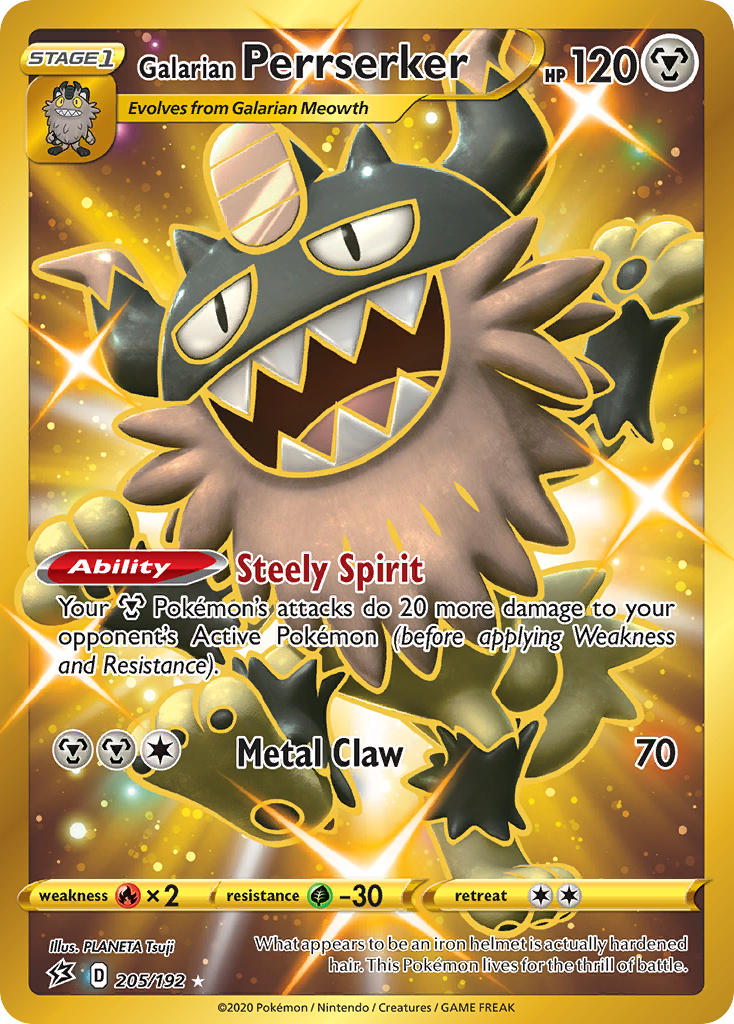 STAGE 1
Galarian Perrserker
HP 120
Evolves from Galarian Meowth
Ability Steely Spirit
Your Pokémon's attacks do 20 more damage to your
opponent's Active Pokémon (before applying Weakness
and Resistance).
Metal Claw 70
weakness ×2 resistance -30 retreat
Illus. PLANETA Tsuji
What appears to be an iron helmet is actually hardened
hair. This Pokémon lives for the thrill of battle.
D 205/192
©2020 Pokémon / Nintendo / Creatures / GAME FREAK